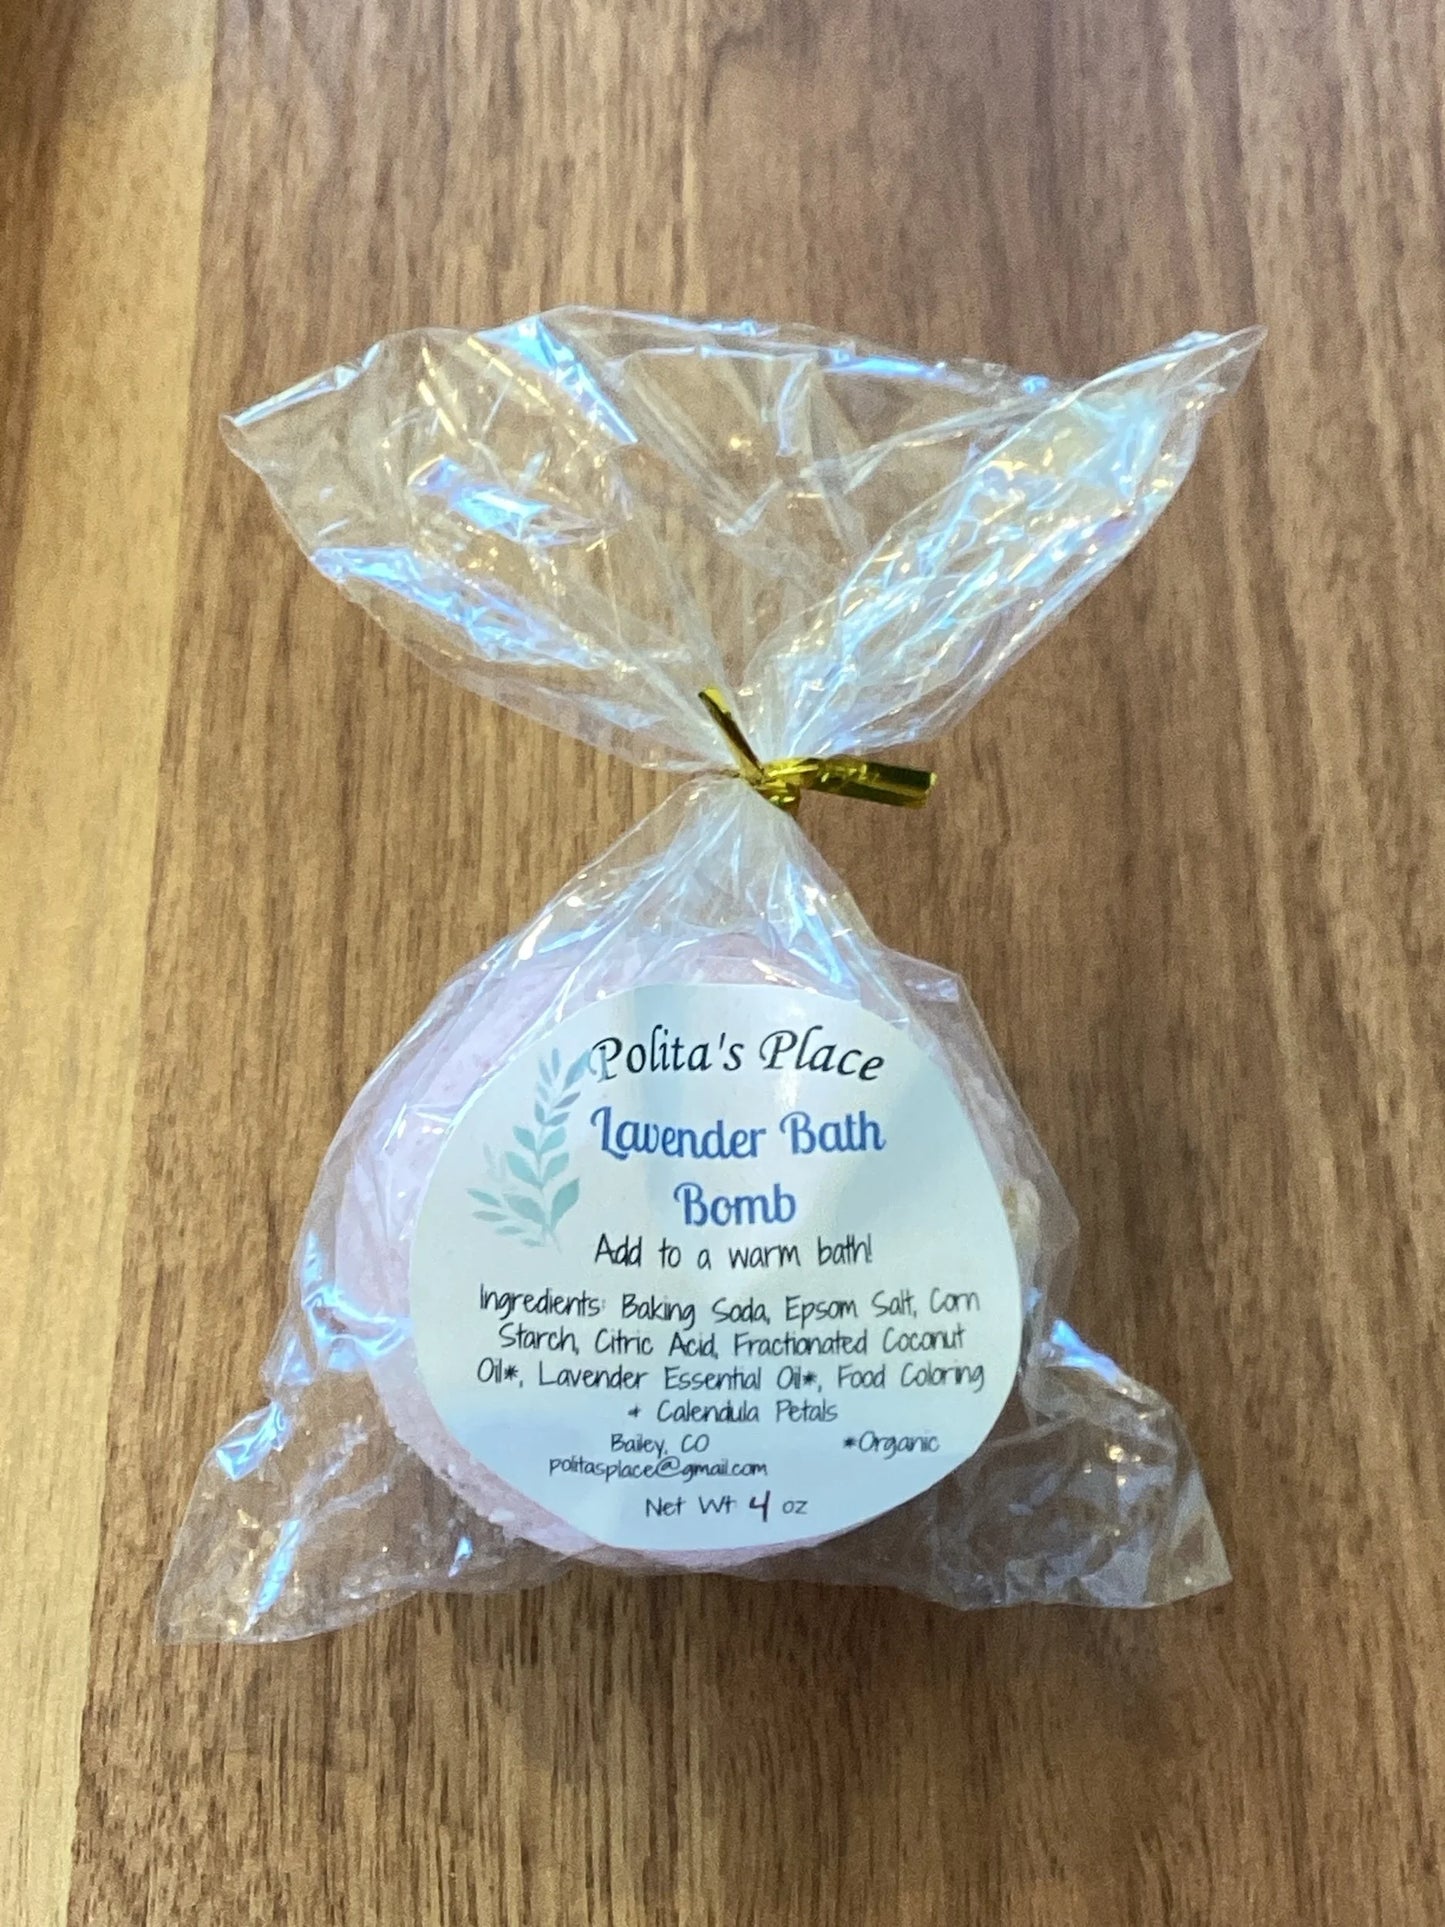 Polita's Place
Lavender Bath
Bomb
Add to a warm bath!
Ingredients: Baking Soda, Epsom Salt, Corn
Starch, Citric Acid, Fractionated Coconut
Oil*, Lavender Essential Oil*, Food Coloring
+ Calendula Petals
Bailey, CO *Organic
politasplace@gmail.com
Net Wt 4 oz